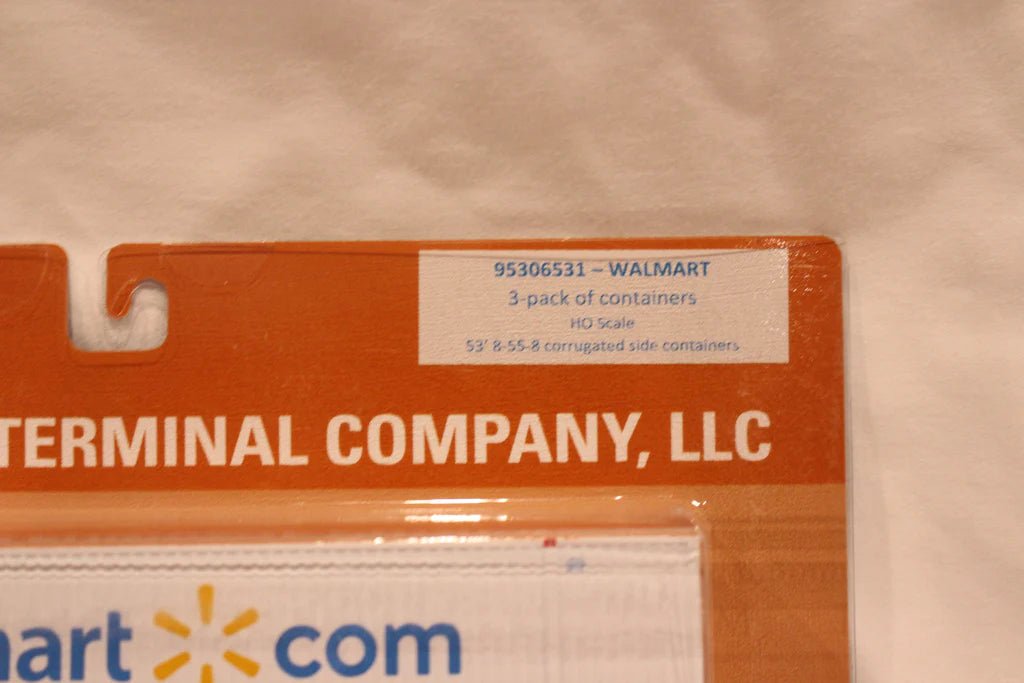 95306531 – WALMART
3-pack of containers
HO Scale
53' 8-55-8 corrugated side containers
TERMINAL COMPANY, LLC
mart com